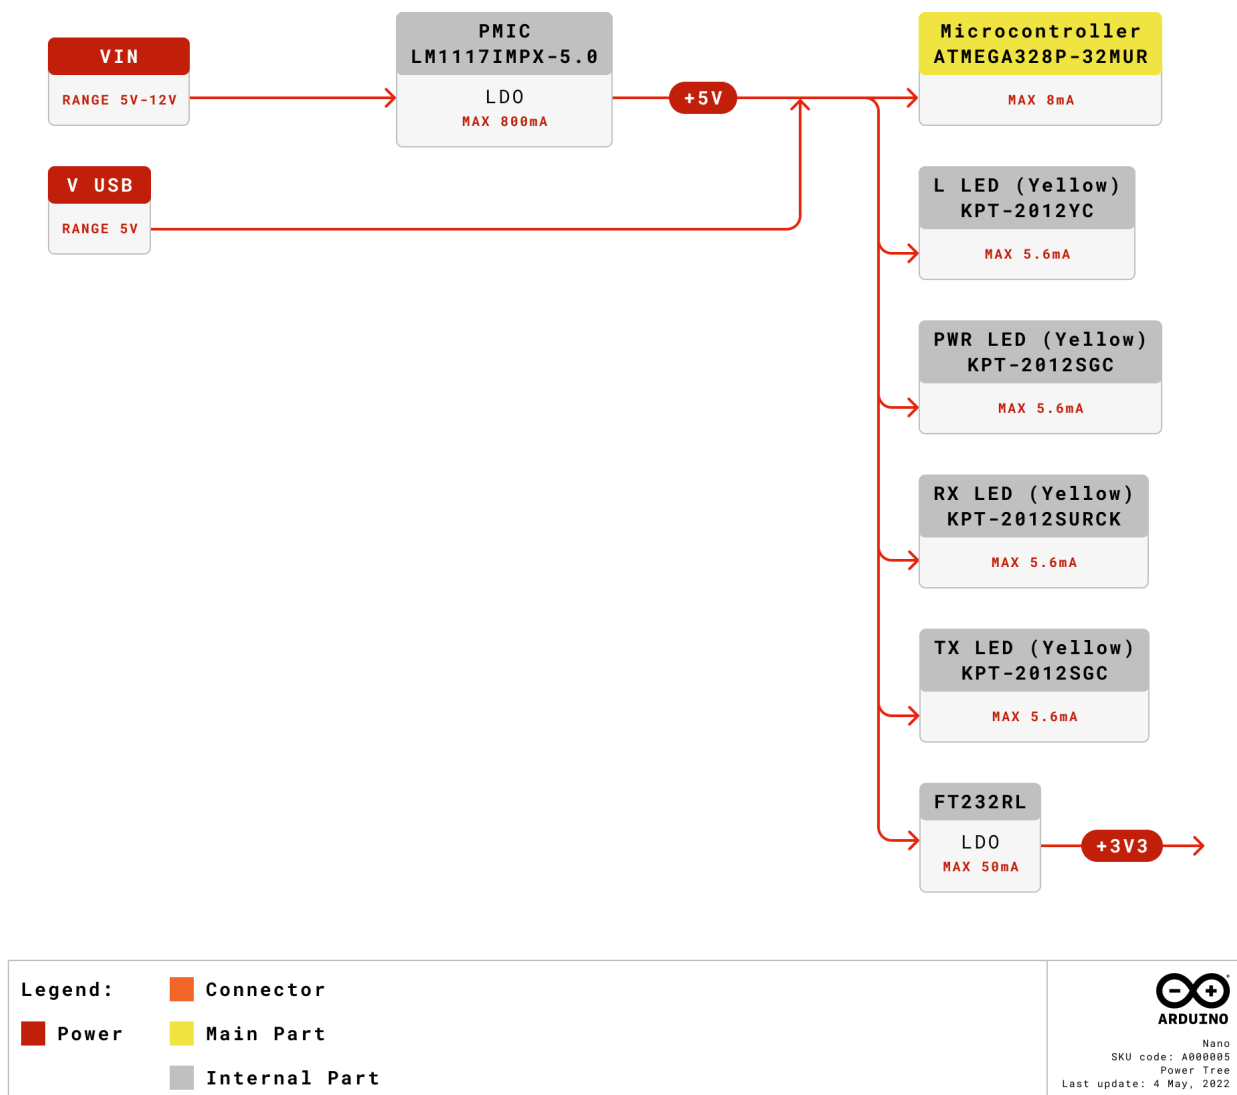 VIN
RANGE 5V-12V
PMIC
LM1117IMPX-5.0
LDO
MAX 800mA
+5V
Microcontroller
ATMEGA328P-32MUR
MAX 8mA
V USB
RANGE 5V
L LED (Yellow)
KPT-2012YC
MAX 5.6mA
PWR LED (Yellow)
KPT-2012SGC
MAX 5.6mA
RX LED (Yellow)
KPT-2012SURCK
MAX 5.6mA
TX LED (Yellow)
KPT-2012SGC
MAX 5.6mA
FT232RL
LDO
MAX 50mA
+3V3
Legend:
Power
Connector
Main Part
Internal Part
ARDUINO
Nano
SKU code: A000005
Power Tree
Last update: 4 May, 2022